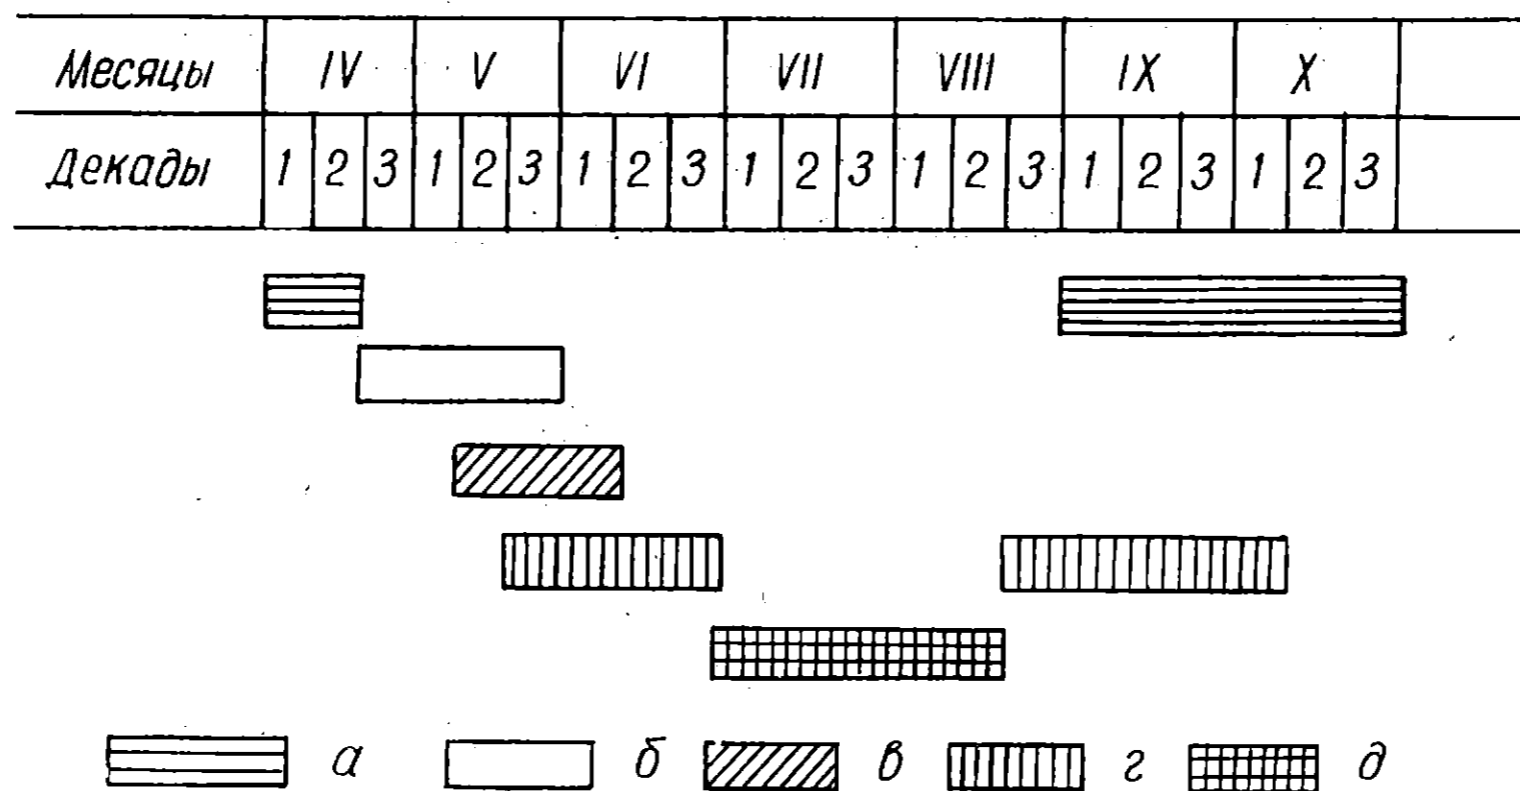 Месяцы IV V VI VII VIII IX X
Декады 1 2 3 1 2 3 1 2 3 1 2 3 1 2 3 1 2 3 1 2 3
а б в г д